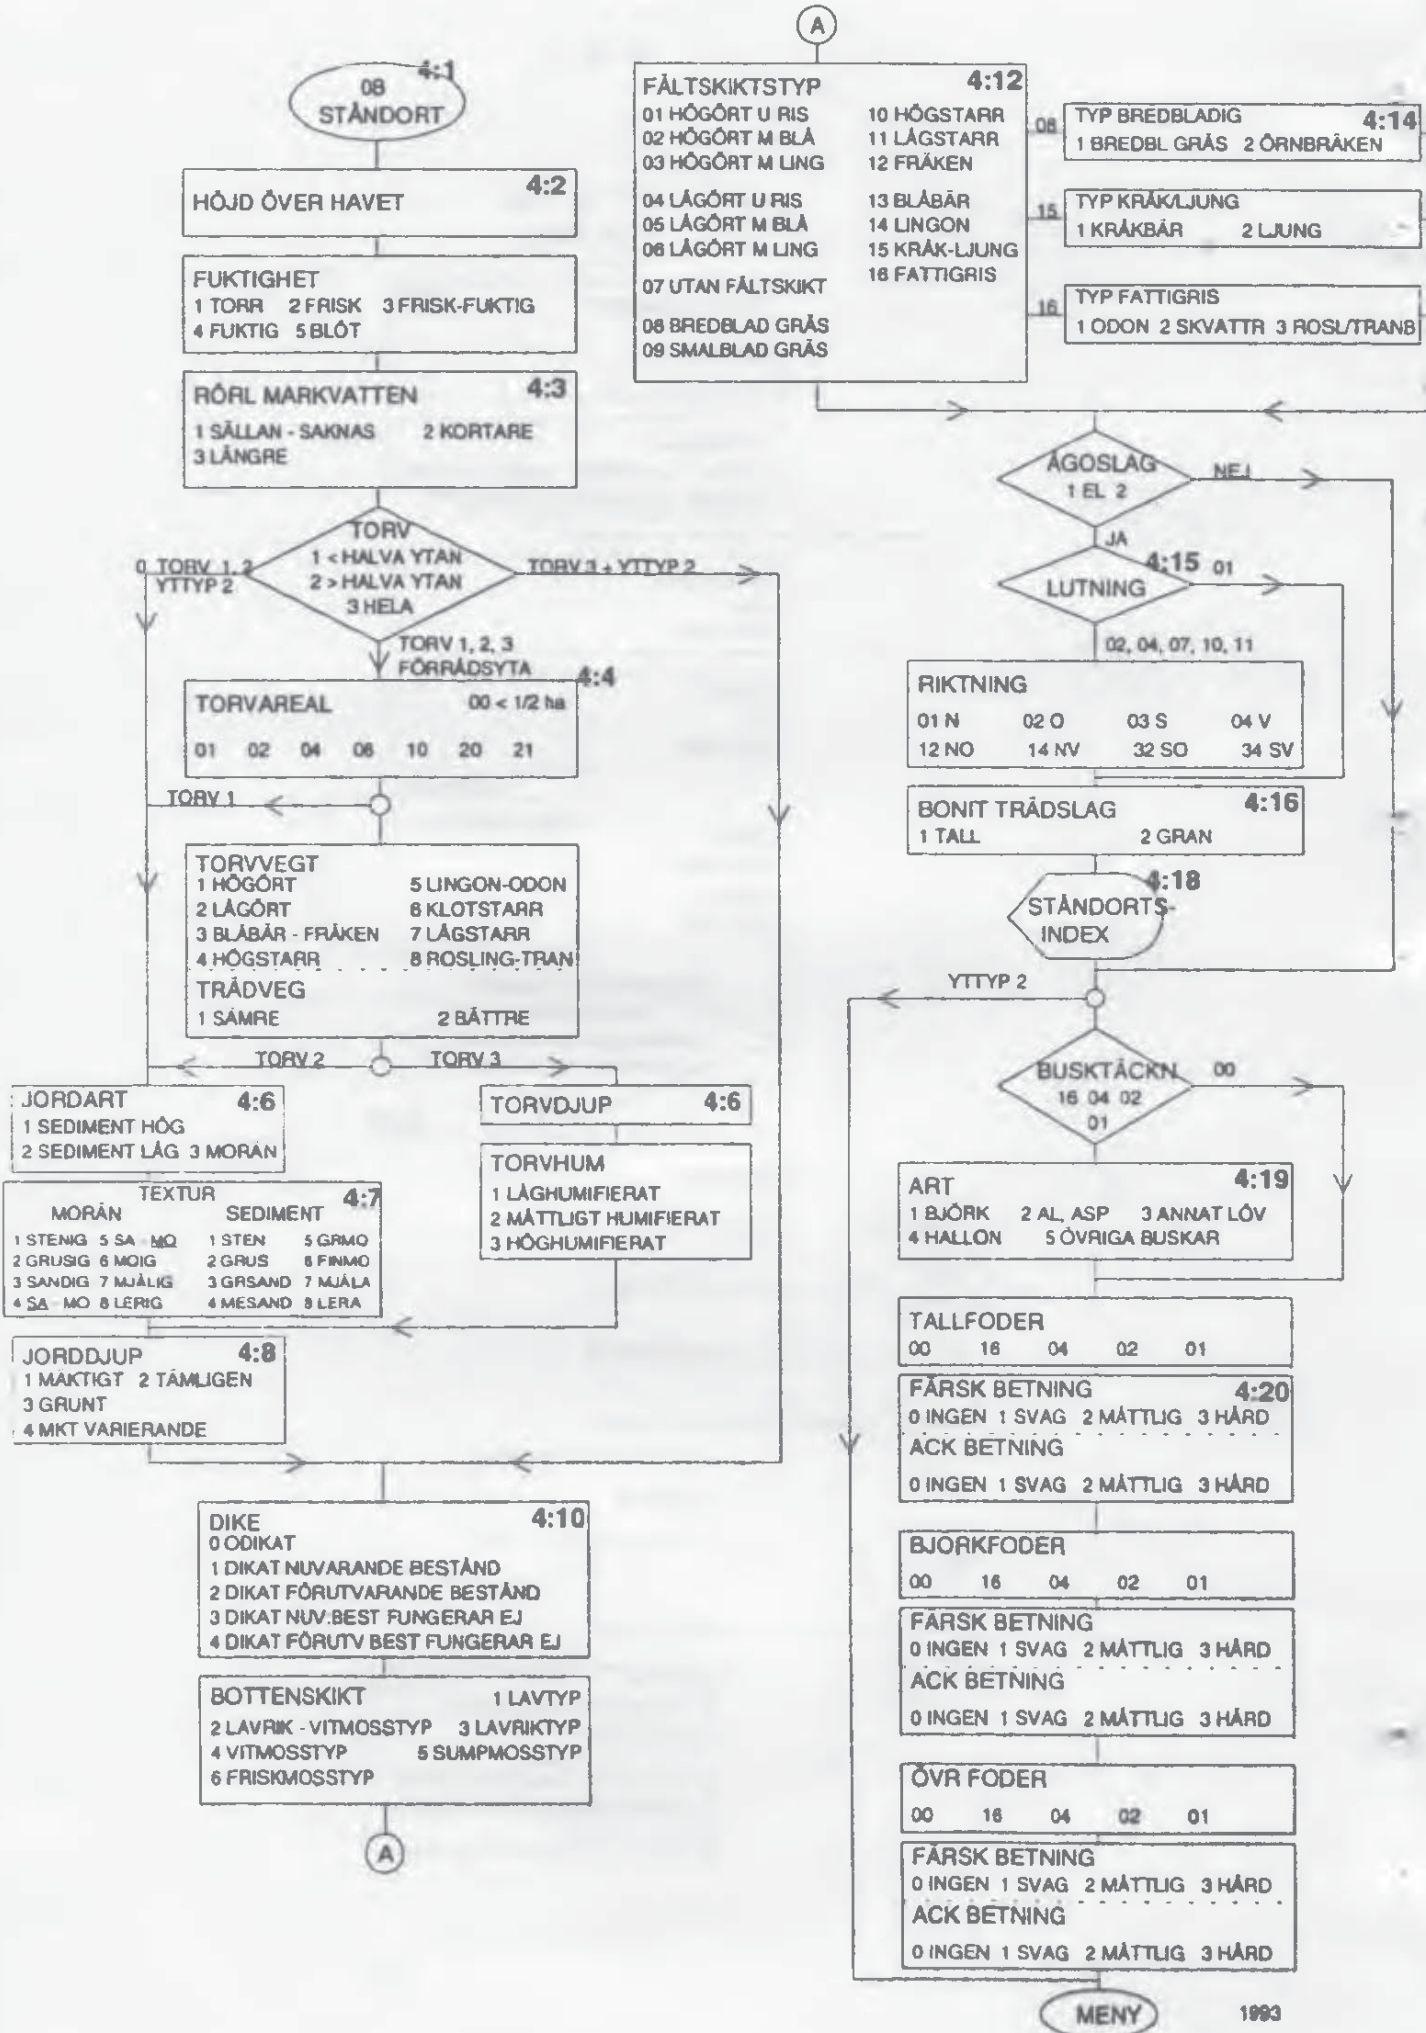 4:1
08
STÅNDORT
4:2
HÖJD ÖVER HAVET
FUKTIGHET
1 TORR 2 FRISK 3 FRISK-FUKTIG
4 FUKTIG 5 BLÖT
RÖRL MARKVATTEN 4:3
1 SÄLLAN - SAKNAS 2 KORTARE
3 LÄNGRE
TORV
1 < HALVA YTAN
2 > HALVA YTAN
3 HELA
0 TORV 1, 2
YTTYP 2
TORV 3 + YTTYP 2
TORV 1, 2, 3
FÖRRÅDSYTA
4:4
TORVAREAL 00 < 1/2 ha
01 02 04 06 10 20 21
TORV 1
TORVVEGT
1 HÖGÖRT 5 LINGON-ODON
2 LÅGÖRT 6 KLOTSTARR
3 BLÅBÄR - FRÄKEN 7 LÅGSTARR
4 HÖGSTARR 8 ROSLING-TRAN
TRÄDVEG
1 SÄMRE 2 BÄTTRE
TORV 2 TORV 3
JORDART 4:6
1 SEDIMENT HÖG
2 SEDIMENT LÅG 3 MORÄN
TORVDJUP 4:6
TORVHUM
1 LÅGHUMIFIERAT
2 MÅTTLIGT HUMIFIERAT
3 HÖGHUMIFIERAT
TEXTUR 4:7
MORÄN SEDIMENT
1 STENIG 5 SA - MO 1 STEN 5 GRMO
2 GRUSIG 6 MOIG 2 GRUS 6 FINMO
3 SANDIG 7 MJÄLIG 3 GRSAND 7 MJÄLA
4 SA - MO 8 LERIG 4 MESAND 8 LERA
JORDDJUP 4:8
1 MÄKTIGT 2 TÄMLIGEN
3 GRUNT
4 MKT VARIERANDE
DIKE 4:10
0 ODIKAT
1 DIKAT NUVARANDE BESTÅND
2 DIKAT FÖRUTVARANDE BESTÅND
3 DIKAT NUV.BEST FUNGERAR EJ
4 DIKAT FÖRUTV BEST FUNGERAR EJ
BOTTENSKIKT 1 LAVTYP
2 LAVRIK - VITMOSSTYP 3 LAVRIKTYP
4 VITMOSSTYP 5 SUMPMOSSTYP
6 FRISKMOSSTYP
A
A
FÄLTSKIKTSTYP 4:12
01 HÖGÖRT U RIS 10 HÖGSTARR
02 HÖGÖRT M BLÅ 11 LÅGSTARR
03 HÖGÖRT M LING 12 FRÄKEN
04 LÅGÖRT U RIS 13 BLÅBÄR
05 LÅGÖRT M BLÅ 14 LINGON
06 LÅGÖRT M LING 15 KRÅK-LJUNG
16 FATTIGRIS
07 UTAN FÄLTSKIKT
08 BREDBLAD GRÄS
09 SMALBLAD GRÄS
08
TYP BREDBLADIG 4:14
1 BREDBL GRÄS 2 ÖRNBRÄKEN
15
TYP KRÅK/LJUNG
1 KRÅKBÄR 2 LJUNG
16
TYP FATTIGRIS
1 ODON 2 SKVATTR 3 ROSL/TRANB
ÄGOSLAG
1 EL 2
NEJ
JA
4:15 01
LUTNING
02, 04, 07, 10, 11
RIKTNING
01 N 02 O 03 S 04 V
12 NO 14 NV 32 SO 34 SV
BONIT TRÄDSLAG 4:16
1 TALL 2 GRAN
4:18
STÅNDORTS-
INDEX
YTTYP 2
BUSKTÄCKN 00
16 04 02
01
ART 4:19
1 BJÖRK 2 AL, ASP 3 ANNAT LÖV
4 HALLON 5 ÖVRIGA BUSKAR
TALLFODER
00 16 04 02 01
FÄRSK BETNING 4:20
0 INGEN 1 SVAG 2 MÅTTLIG 3 HÅRD
ACK BETNING
0 INGEN 1 SVAG 2 MÅTTLIG 3 HÅRD
BJÖRKFODER
00 16 04 02 01
FÄRSK BETNING
0 INGEN 1 SVAG 2 MÅTTLIG 3 HÅRD
ACK BETNING
0 INGEN 1 SVAG 2 MÅTTLIG 3 HÅRD
ÖVR FODER
00 16 04 02 01
FÄRSK BETNING
0 INGEN 1 SVAG 2 MÅTTLIG 3 HÅRD
ACK BETNING
0 INGEN 1 SVAG 2 MÅTTLIG 3 HÅRD
MENY
1993